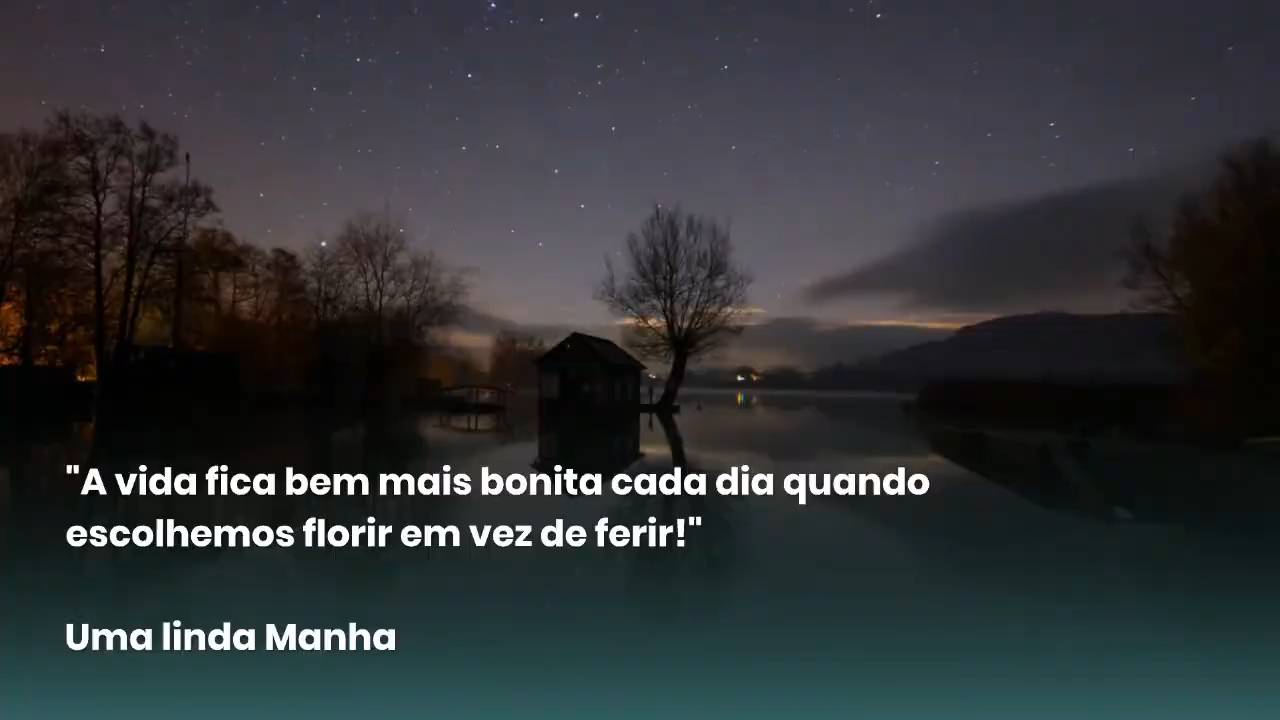 "A vida fica bem mais bonita cada dia quando
escolhemos florir em vez de ferir!"
Uma linda Manha